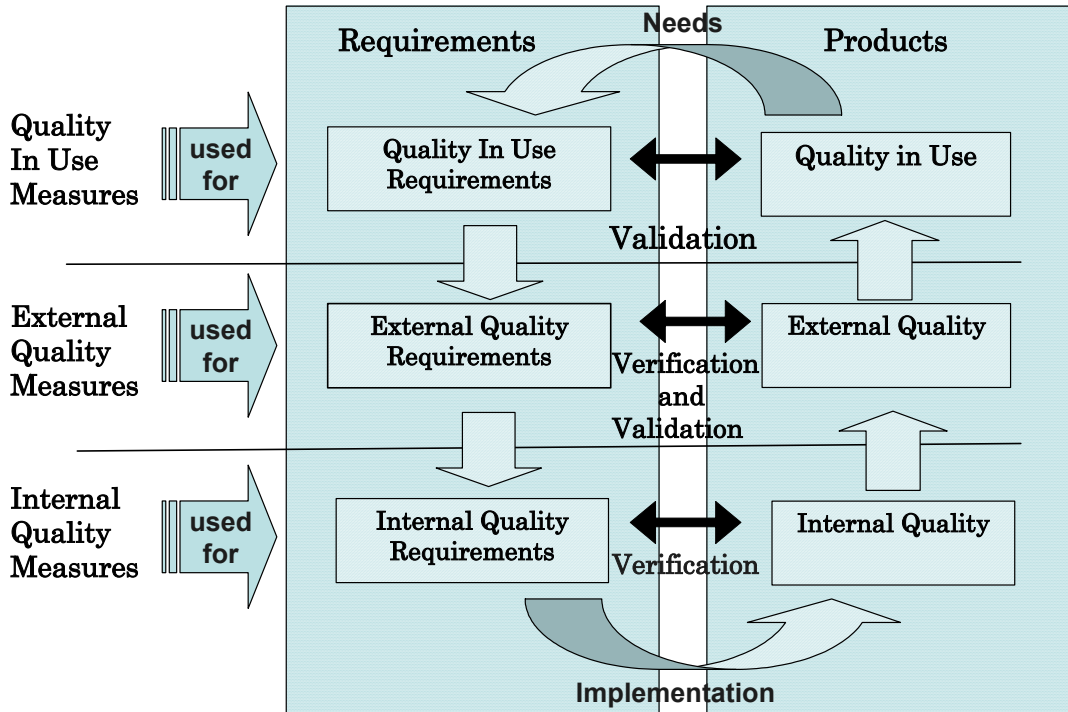 Needs
Requirements
Products
Quality
In Use
Measures
used
for
Quality In Use
Requirements
Quality in Use
Validation
External
Quality
Measures
used
for
External Quality
Requirements
External Quality
Verification
and
Validation
Internal
Quality
Measures
used
for
Internal Quality
Requirements
Internal Quality
Verification
Implementation